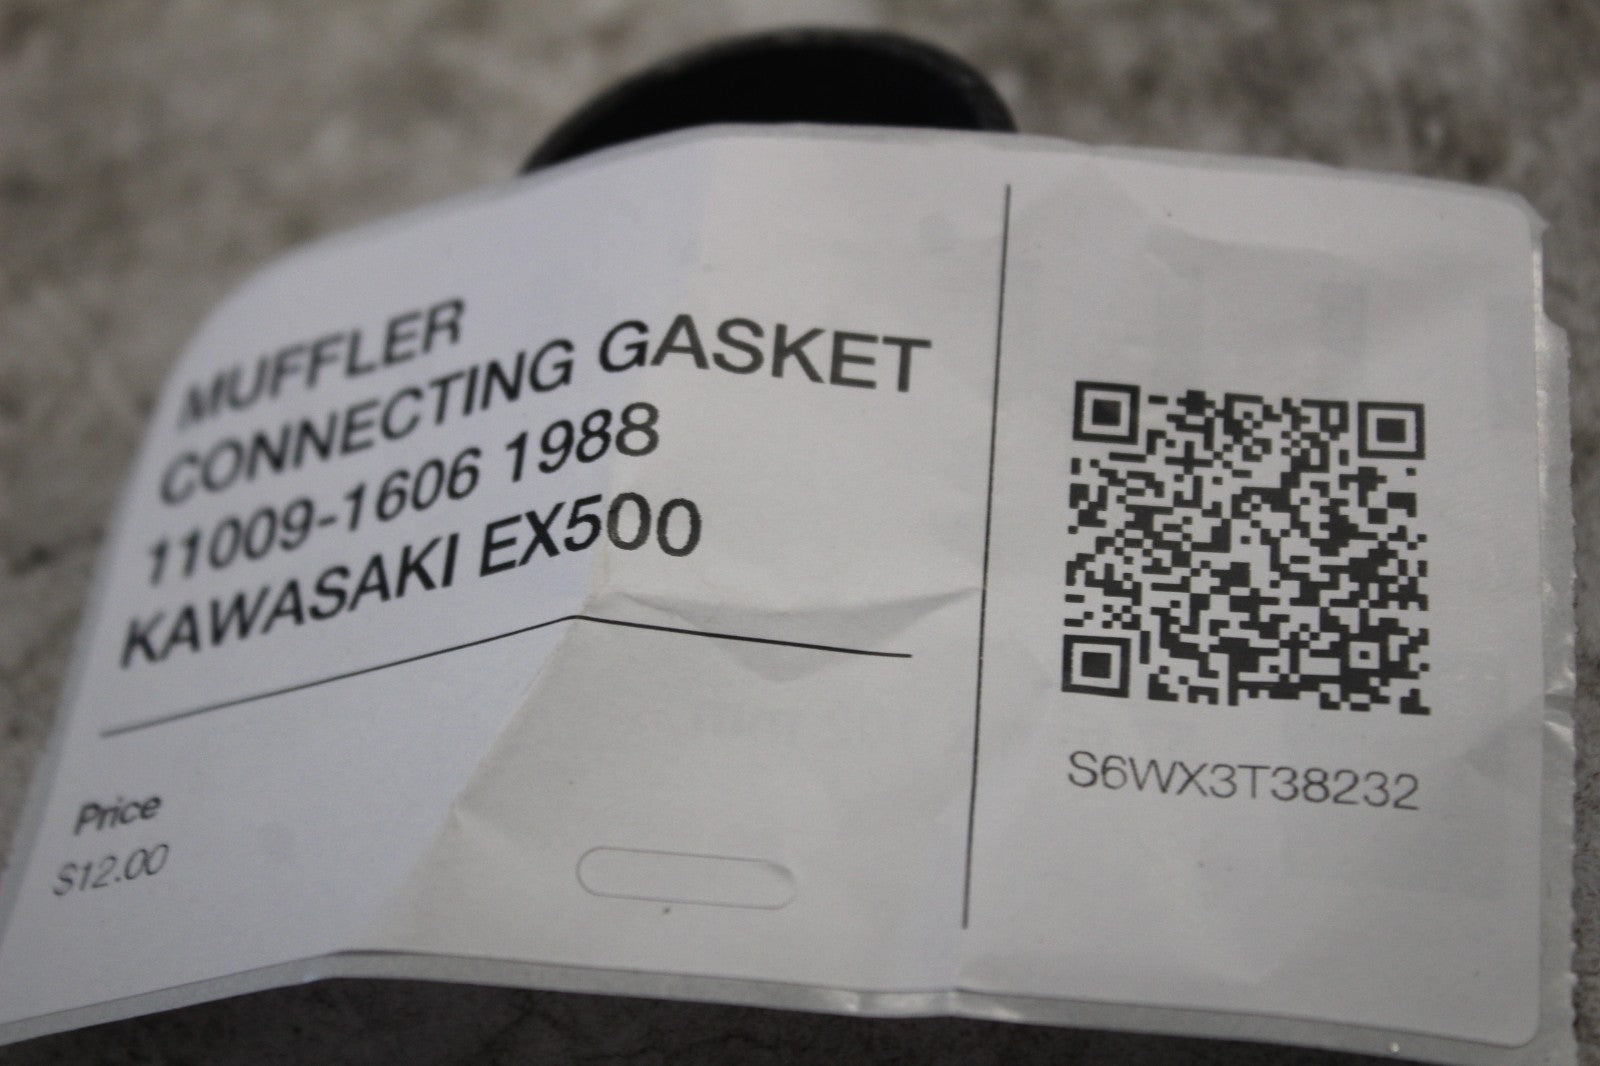 MUFFLER
CONNECTING GASKET
11009-1606 1988
KAWASAKI EX500
Price
$12.00
S6WX3T38232